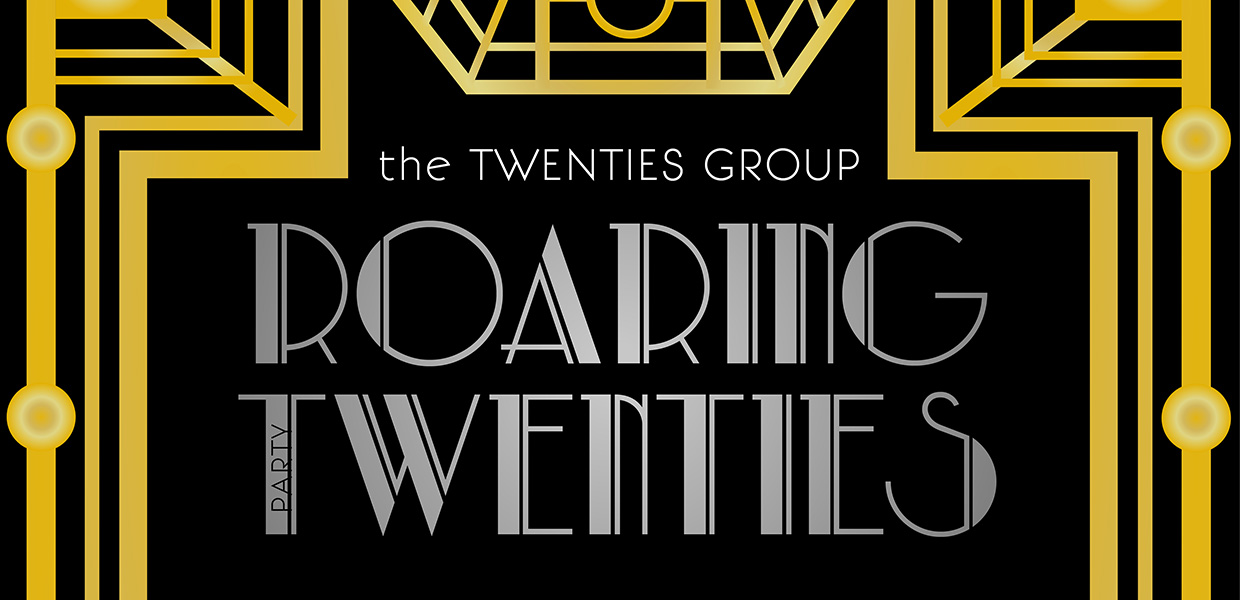 the TWENTIES GROUP
ROARING
TWENTIES
PARTY